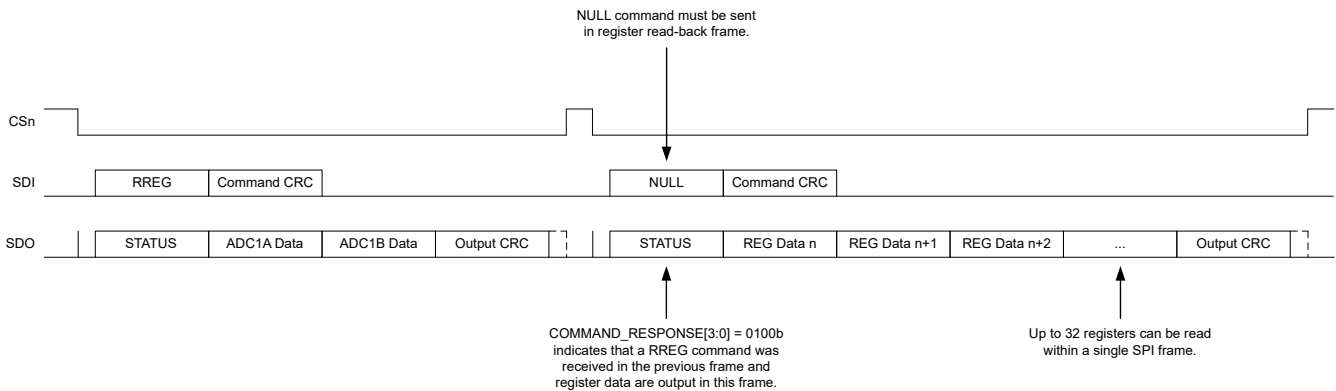 NULL command must be sent
in register read-back frame.
CSn
SDI
RREG
Command CRC
NULL
Command CRC
SDO
STATUS
ADC1A Data
ADC1B Data
Output CRC
STATUS
REG Data n
REG Data n+1
REG Data n+2
...
Output CRC
COMMAND_RESPONSE[3:0] = 0100b
indicates that a RREG command was
received in the previous frame and
register data are output in this frame.
Up to 32 registers can be read
within a single SPI frame.